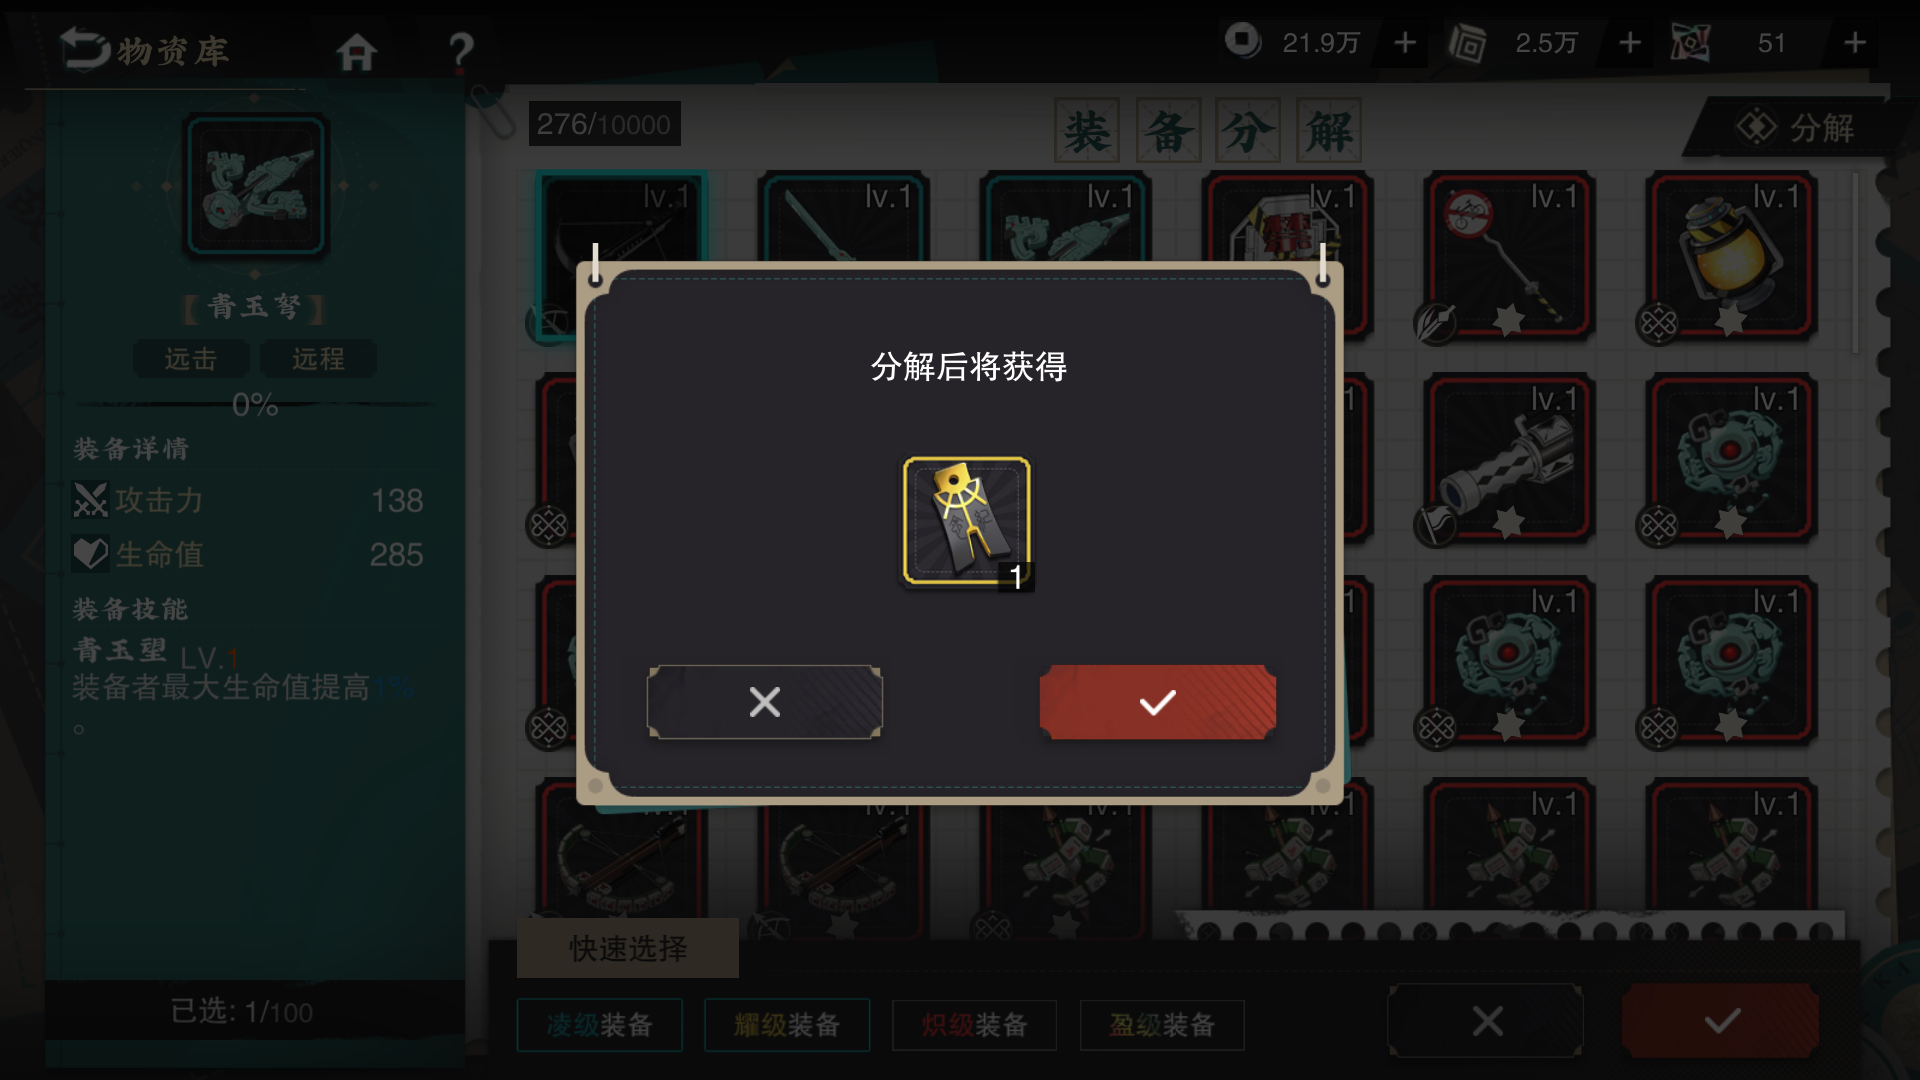 物资库
?
21.9万
2.5万
51
276/10000
装备分解
分解
lv.1
lv.1
lv.1
lv.1
lv.1
lv.1
【青玉弩】
远击
远程
0%
装备详情
攻击力 138
生命值 285
装备技能
青玉望 LV.1
装备者最大生命值提高1%
。
分解后将获得
1
lv.1
lv.1
lv.1
lv.1
lv.1
lv.1
lv.1
lv.1
lv.1
lv.1
快速选择
已选: 1/100
凌级装备
耀级装备
炽级装备
盈级装备